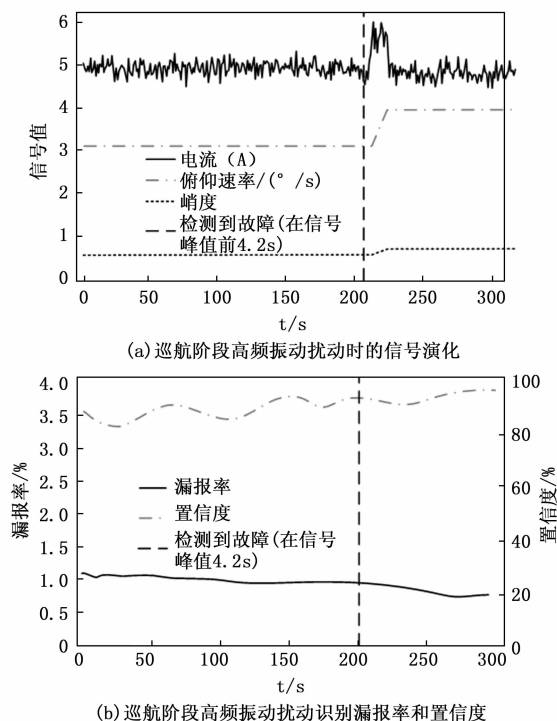 6
5
4
3
2
1
0
信号值
电流（A）
俯仰速率/(°/s)
峭度
检测到故障(在信号
峰值前4.2s)
0 50 100 150 200 250 300
t/s
(a)巡航阶段高频振动扰动时的信号演化
4.0
3.5
3.0
2.5
2.0
1.5
1.0
0.5
0
漏报率/%
100
80
60
40
20
0
置信度/%
漏报率
置信度
检测到故障(在信号
峰值4.2s)
0 50 100 150 200 250 300
t/s
(b)巡航阶段高频振动扰动识别漏报率和置信度